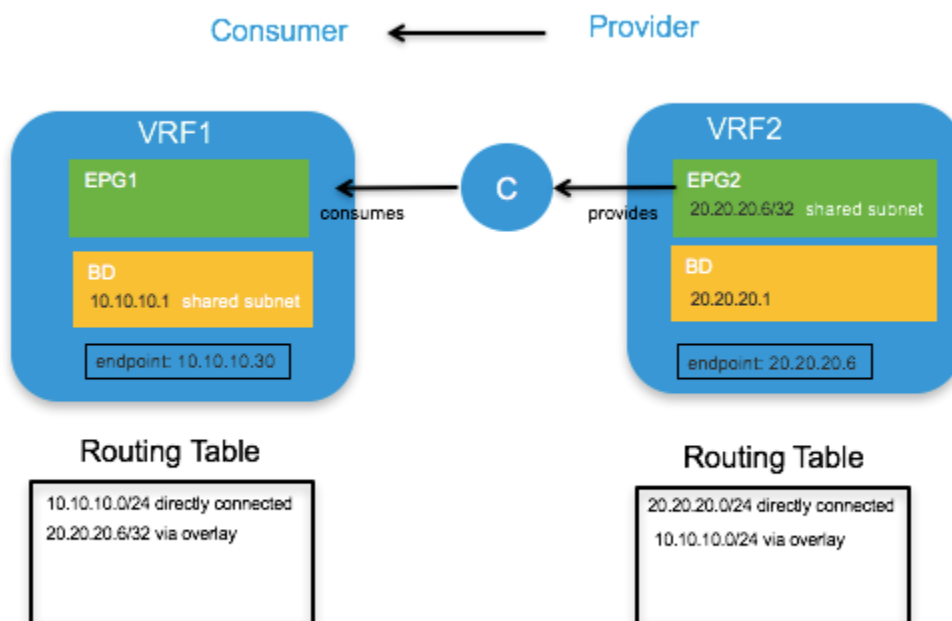 Consumer
Provider
VRF1
VRF2
EPG1
C
EPG2
20.20.20.6/32 shared subnet
consumes
provides
BD
10.10.10.1 shared subnet
BD
20.20.20.1
endpoint: 10.10.10.30
endpoint: 20.20.20.6
Routing Table
Routing Table
10.10.10.0/24 directly connected
20.20.20.6/32 via overlay
20.20.20.0/24 directly connected
10.10.10.0/24 via overlay